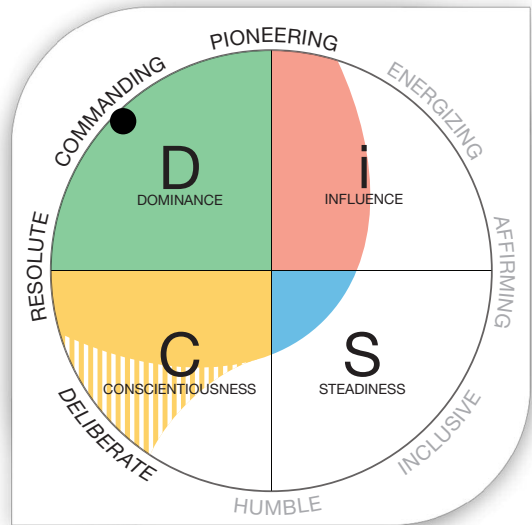 PIONEERING
COMMANDING
ENERGIZING
D
DOMINANCE
i
INFLUENCE
RESOLUTE
AFFIRMING
C
CONSCIENTIOUSNESS
S
STEADINESS
DELIBERATE
INCLUSIVE
HUMBLE